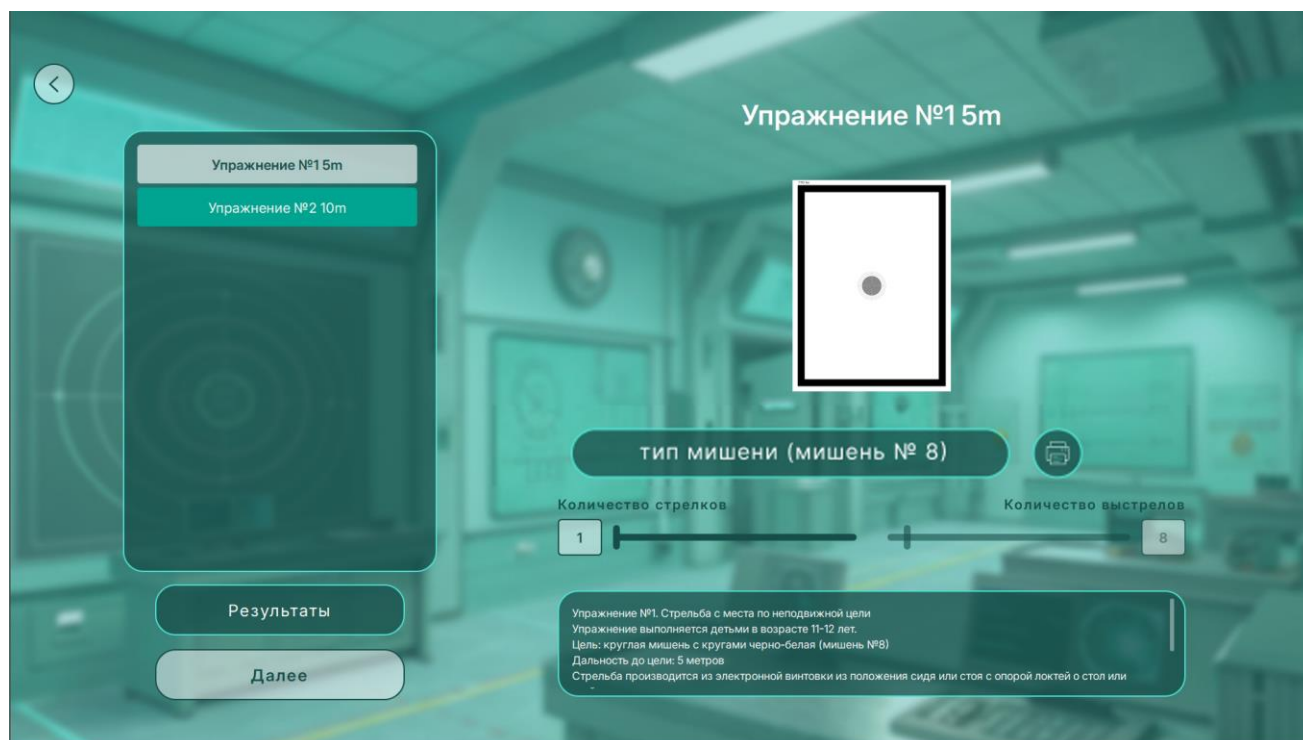 Упражнение №1 5m
Упражнение №1 5m
Упражнение №2 10m
тип мишени (мишень № 8)
Количество стрелков
Количество выстрелов
1
8
Результаты
Далее
Упражнение №1. Стрельба с места по неподвижной цели
Упражнение выполняется детьми в возрасте 11-12 лет.
Цель: круглая мишень с кругами черно-белая (мишень №8)
Дальность до цели: 5 метров
Стрельба производится из электронной винтовки из положения сидя или стоя с опорой локтей о стол или